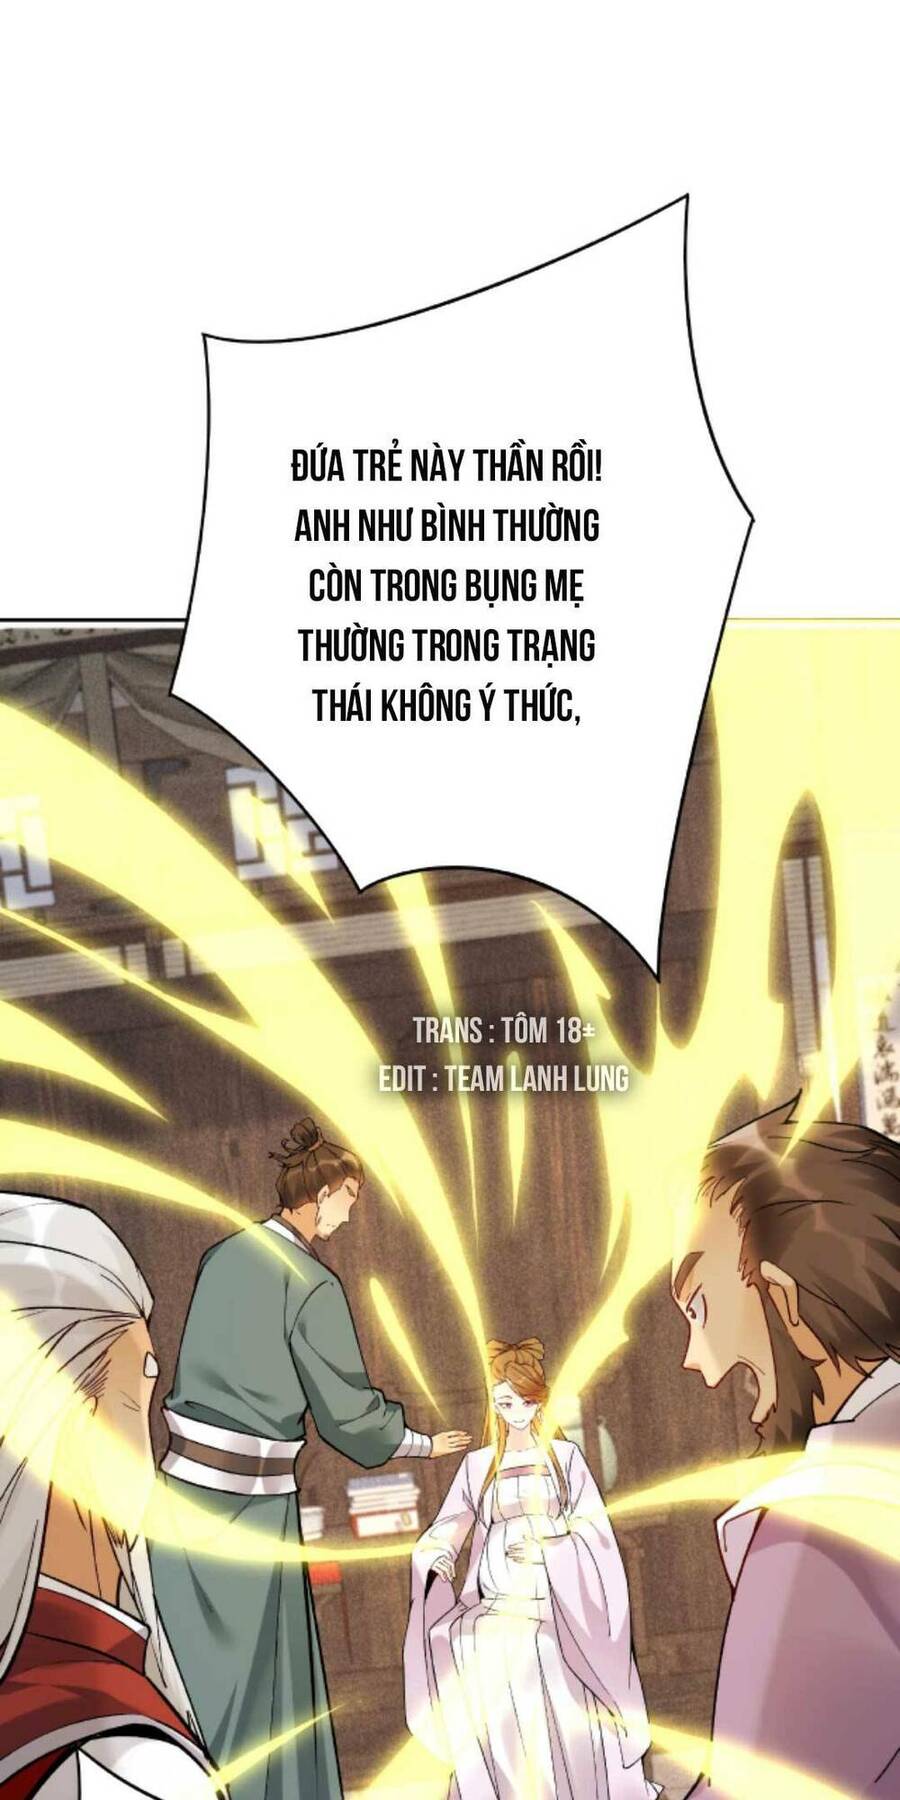 ĐỨA TRẺ NÀY THẦN RỒI!
ANH NHƯ BÌNH THƯỜNG
CÒN TRONG BỤNG MẸ
THƯỜNG TRONG TRẠNG
THÁI KHÔNG Ý THỨC,
TRANS : TÔM 18+
EDIT : TEAM LANH LUNG